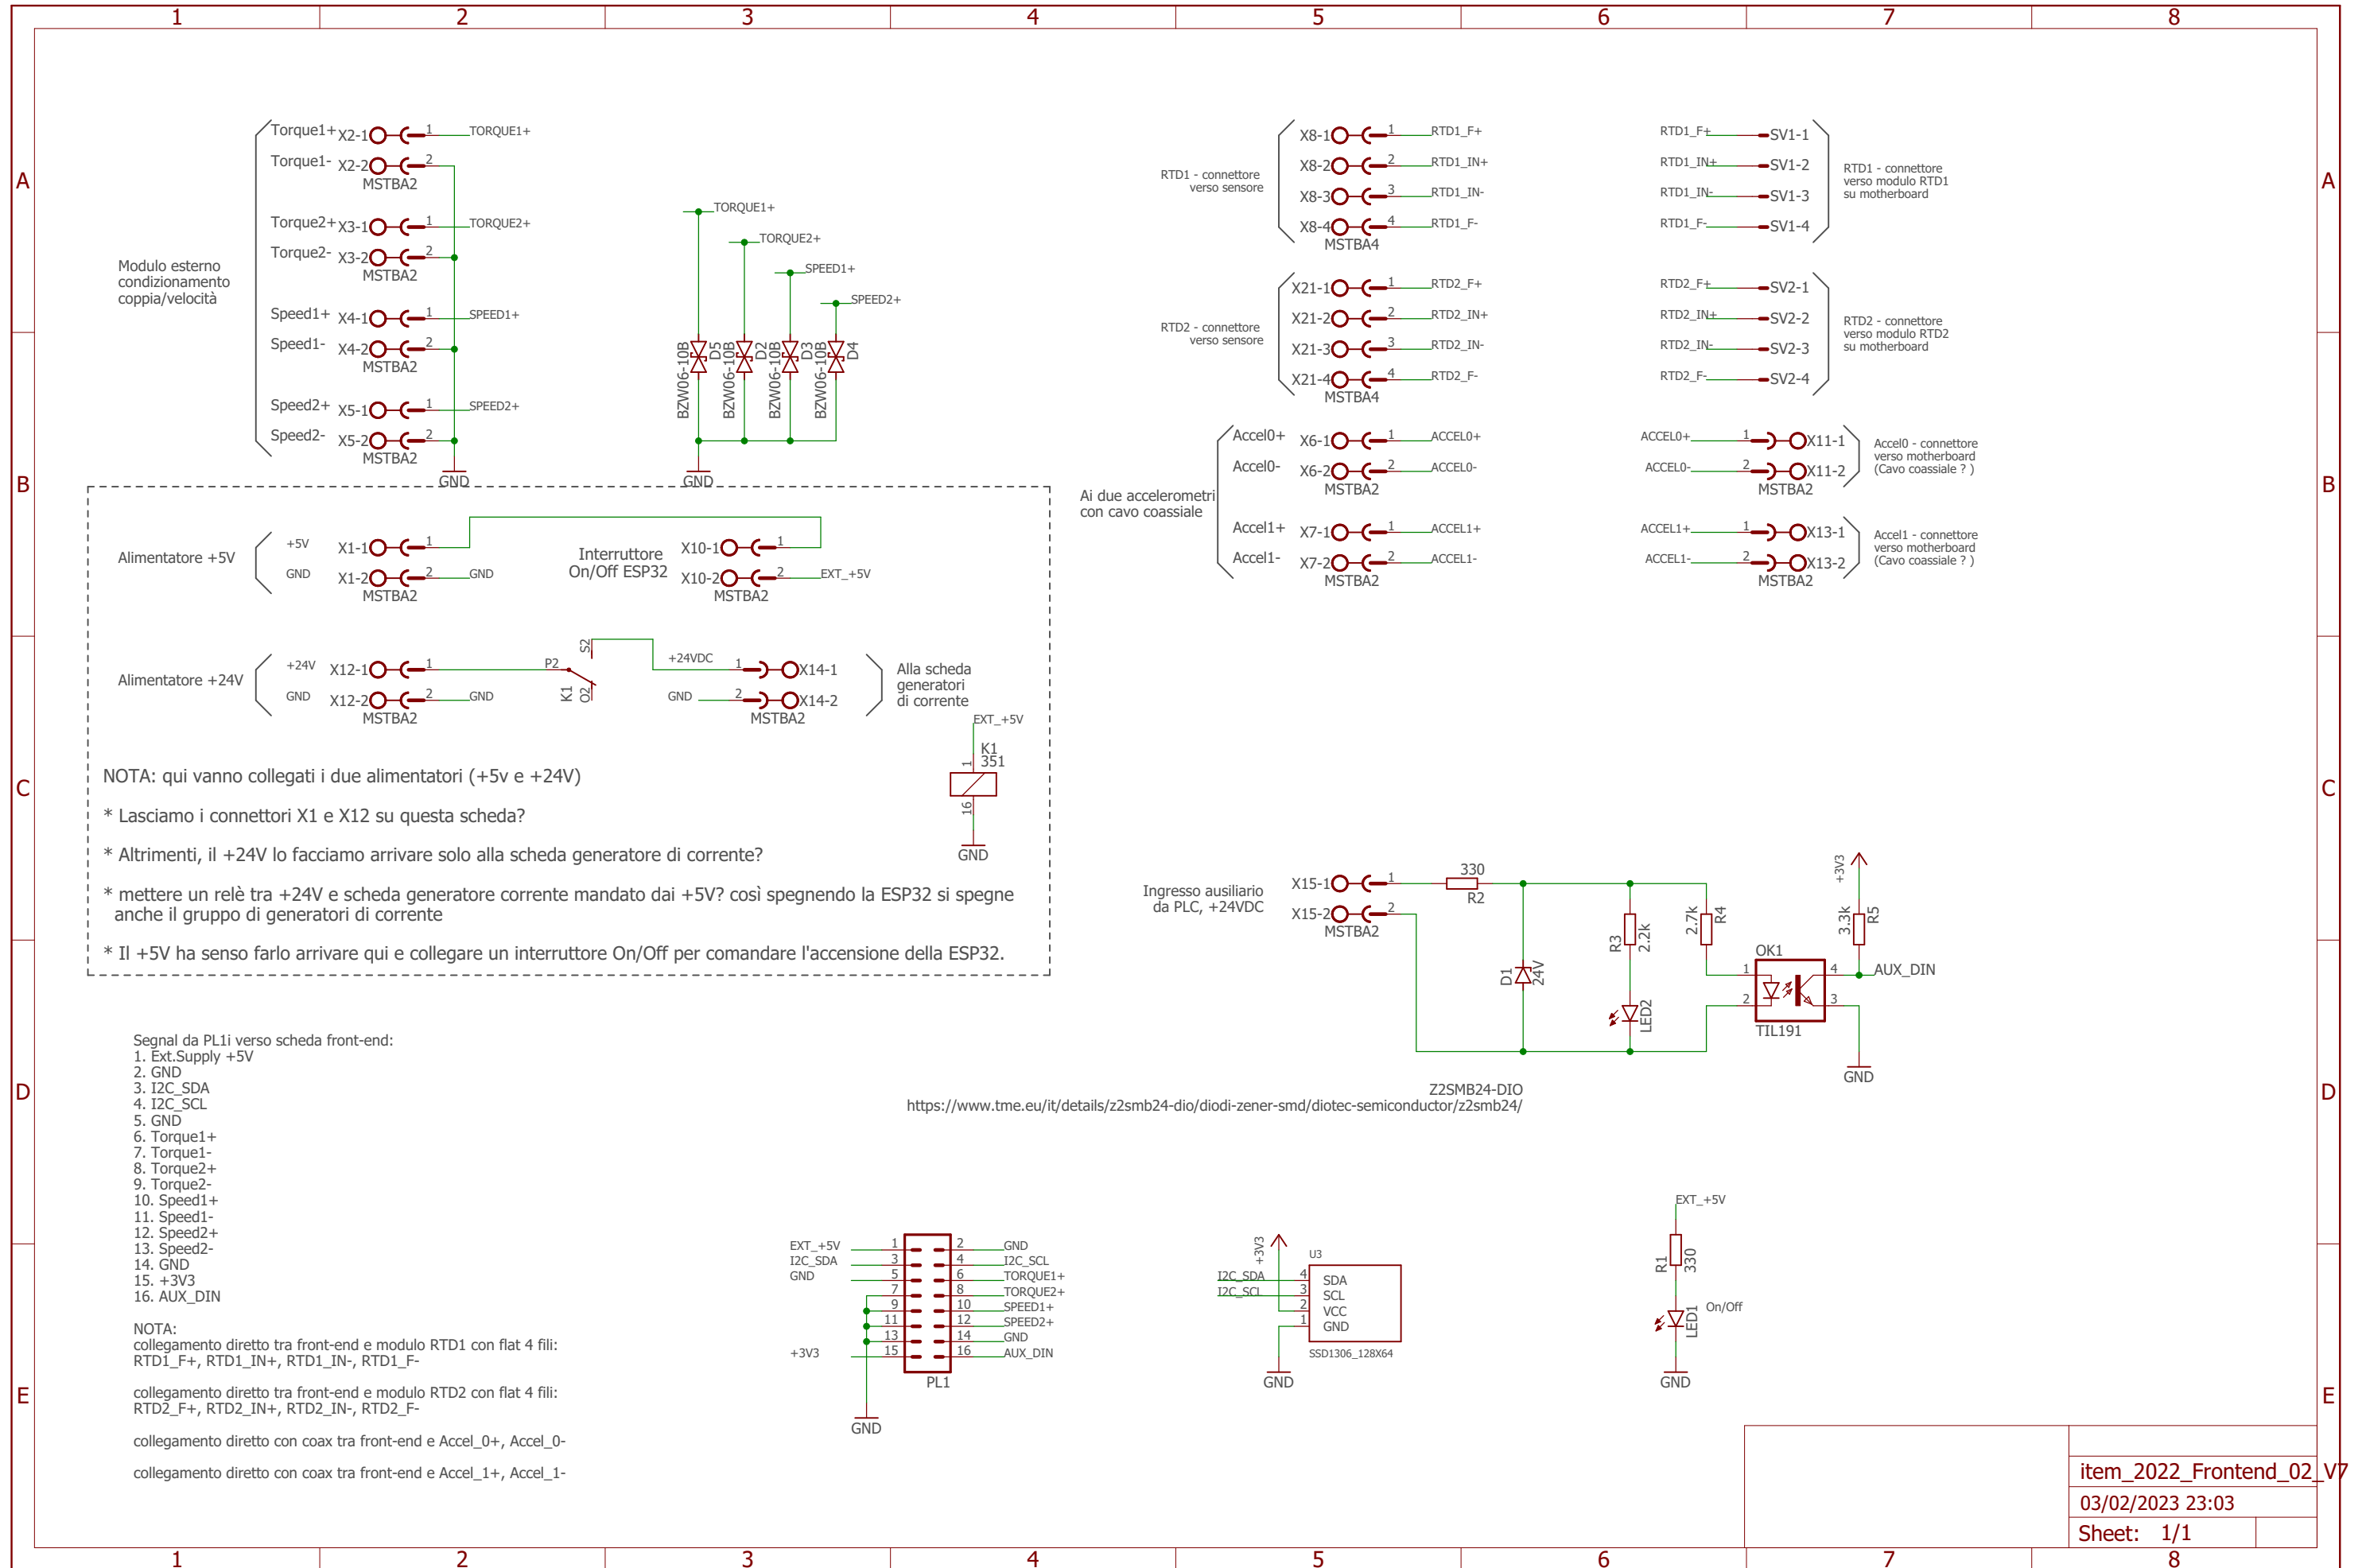 1 2 3 4 5 6 7 8
A
B
C
D
E
Modulo esterno
condizionamento
coppia/velocità
Torque1+ X2-1 1 TORQUE1+
Torque1- X2-2 2
MSTBA2
Torque2+ X3-1 1 TORQUE2+
Torque2- X3-2 2
MSTBA2
Speed1+ X4-1 1 SPEED1+
Speed1- X4-2 2
MSTBA2
Speed2+ X5-1 1 SPEED2+
Speed2- X5-2 2
MSTBA2
GND
TORQUE1+
TORQUE2+
SPEED1+
SPEED2+
BZW06-10B D5
BZW06-10B D2
BZW06-10B D3
BZW06-10B D4
GND
RTD1 - connettore
verso sensore
X8-1 1 RTD1_F+
X8-2 2 RTD1_IN+
X8-3 3 RTD1_IN-
X8-4 4 RTD1_F-
MSTBA4
RTD1_F+ SV1-1
RTD1_IN+ SV1-2
RTD1_IN- SV1-3
RTD1_F- SV1-4
RTD1 - connettore
verso modulo RTD1
su motherboard
RTD2 - connettore
verso sensore
X21-1 1 RTD2_F+
X21-2 2 RTD2_IN+
X21-3 3 RTD2_IN-
X21-4 4 RTD2_F-
MSTBA4
RTD2_F+ SV2-1
RTD2_IN+ SV2-2
RTD2_IN- SV2-3
RTD2_F- SV2-4
RTD2 - connettore
verso modulo RTD2
su motherboard
Ai due accelerometri
con cavo coassiale
Accel0+ X6-1 1 ACCEL0+
Accel0- X6-2 2 ACCEL0-
MSTBA2
Accel1+ X7-1 1 ACCEL1+
Accel1- X7-2 2 ACCEL1-
MSTBA2
ACCEL0+ 1 X11-1
ACCEL0- 2 X11-2
MSTBA2
Accel0 - connettore
verso motherboard
(Cavo coassiale ? )
ACCEL1+ 1 X13-1
ACCEL1- 2 X13-2
MSTBA2
Accel1 - connettore
verso motherboard
(Cavo coassiale ? )
Alimentatore +5V
+5V X1-1 1
GND X1-2 2 GND
MSTBA2
Interruttore
On/Off ESP32
X10-1 1
X10-2 2 EXT_+5V
MSTBA2
Alimentatore +24V
+24V X12-1 1
GND X12-2 2 GND
MSTBA2
P2 S2 O2 K1
+24VDC 1 X14-1
GND 2 X14-2
MSTBA2
Alla scheda
generatori
di corrente
EXT_+5V
K1
351
1
16
GND
NOTA: qui vanno collegati i due alimentatori (+5v e +24V)
* Lasciamo i connettori X1 e X12 su questa scheda?
* Altrimenti, il +24V lo facciamo arrivare solo alla scheda generatore di corrente?
* mettere un relè tra +24V e scheda generatore corrente mandato dai +5V? così spegnendo la ESP32 si spegne
anche il gruppo di generatori di corrente
* Il +5V ha senso farlo arrivare qui e collegare un interruttore On/Off per comandare l'accensione della ESP32.
Ingresso ausiliario
da PLC, +24VDC
X15-1 1
X15-2 2
MSTBA2
330
R2
D1
24V
R3
2.2k
LED2
2.7k
R4
OK1
1 4
2 3
TIL191
+3V3
3.3k
R5
AUX_DIN
GND
Z2SMB24-DIO
https://www.tme.eu/it/details/z2smb24-dio/diodi-zener-smd/diotec-semiconductor/z2smb24/
Segnal da PL1i verso scheda front-end:
1. Ext.Supply +5V
2. GND
3. I2C_SDA
4. I2C_SCL
5. GND
6. Torque1+
7. Torque1-
8. Torque2+
9. Torque2-
10. Speed1+
11. Speed1-
12. Speed2+
13. Speed2-
14. GND
15. +3V3
16. AUX_DIN
NOTA:
collegamento diretto tra front-end e modulo RTD1 con flat 4 fili:
RTD1_F+, RTD1_IN+, RTD1_IN-, RTD1_F-
collegamento diretto tra front-end e modulo RTD2 con flat 4 fili:
RTD2_F+, RTD2_IN+, RTD2_IN-, RTD2_F-
collegamento diretto con coax tra front-end e Accel_0+, Accel_0-
collegamento diretto con coax tra front-end e Accel_1+, Accel_1-
EXT_+5V 1 2 GND
I2C_SDA 3 4 I2C_SCL
GND 5 6 TORQUE1+
7 8 TORQUE2+
9 10 SPEED1+
11 12 SPEED2+
13 14 GND
+3V3 15 16 AUX_DIN
PL1
GND
+3V3
U3
I2C_SDA 4 SDA
I2C_SCL 3 SCL
2 VCC
1 GND
SSD1306_128X64
GND
EXT_+5V
R1
330
LED1
On/Off
GND
item_2022_Frontend_02_V7
03/02/2023 23:03
Sheet: 1/1
A
B
C
D
E
1 2 3 4 5 6 7 8